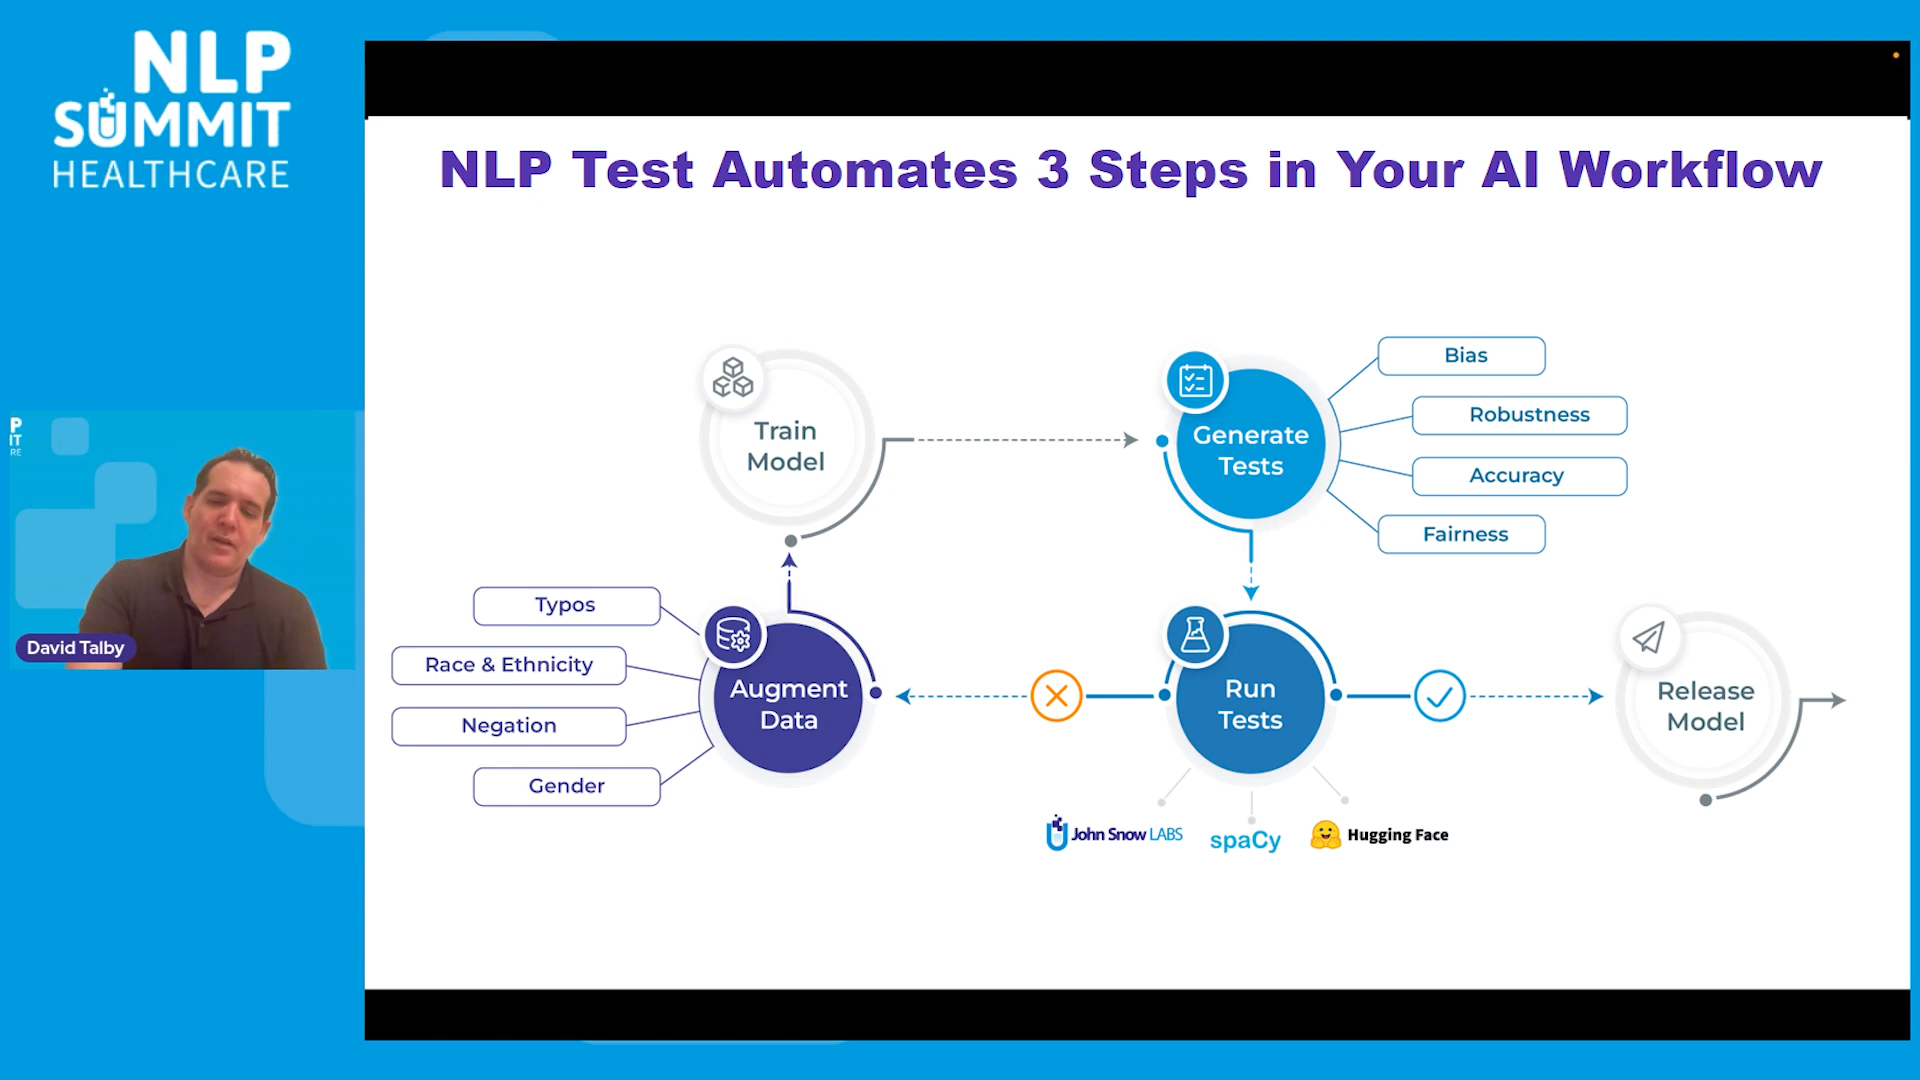 NLP
SUMMIT
HEALTHCARE
NLP Test Automates 3 Steps in Your AI Workflow
Train
Model
Generate
Tests
Bias
Robustness
Accuracy
Fairness
P
IT
RE
David Talby
Typos
Race & Ethnicity
Negation
Gender
Augment
Data
Run
Tests
Release
Model
John Snow LABS
spaCy
Hugging Face